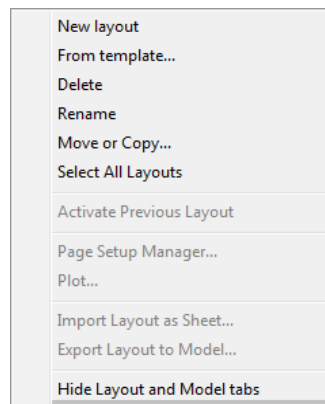 New layout
From template...
Delete
Rename
Move or Copy...
Select All Layouts
Activate Previous Layout
Page Setup Manager...
Plot...
Import Layout as Sheet...
Export Layout to Model...
Hide Layout and Model tabs